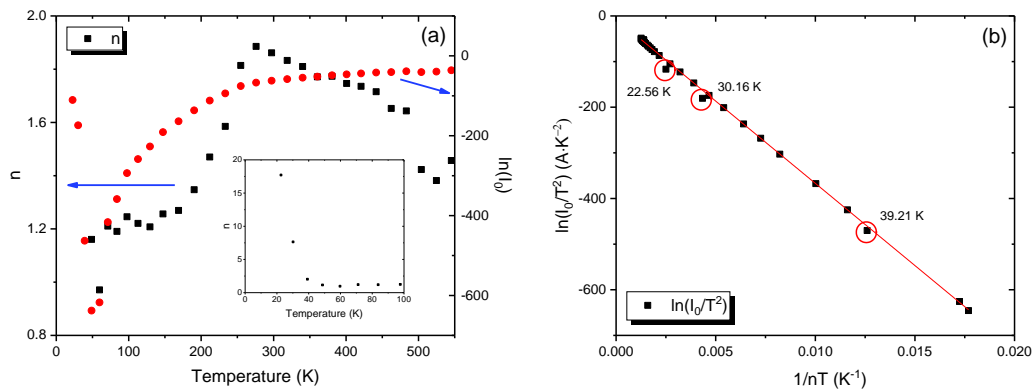 (a)
n
2.0
1.6
1.2
0.8
n
0
-200
-400
-600
ln(I0)
0
100
200
300
400
500
Temperature (K)
20
15
10
5
0
n
0
20
40
60
80
100
Temperature (K)
(b)
0
-200
-400
-600
ln(I0/T2) (A·K−2)
22.56 K
30.16 K
39.21 K
ln(I0/T2)
0.000
0.005
0.010
0.015
0.020
1/nT (K-1)